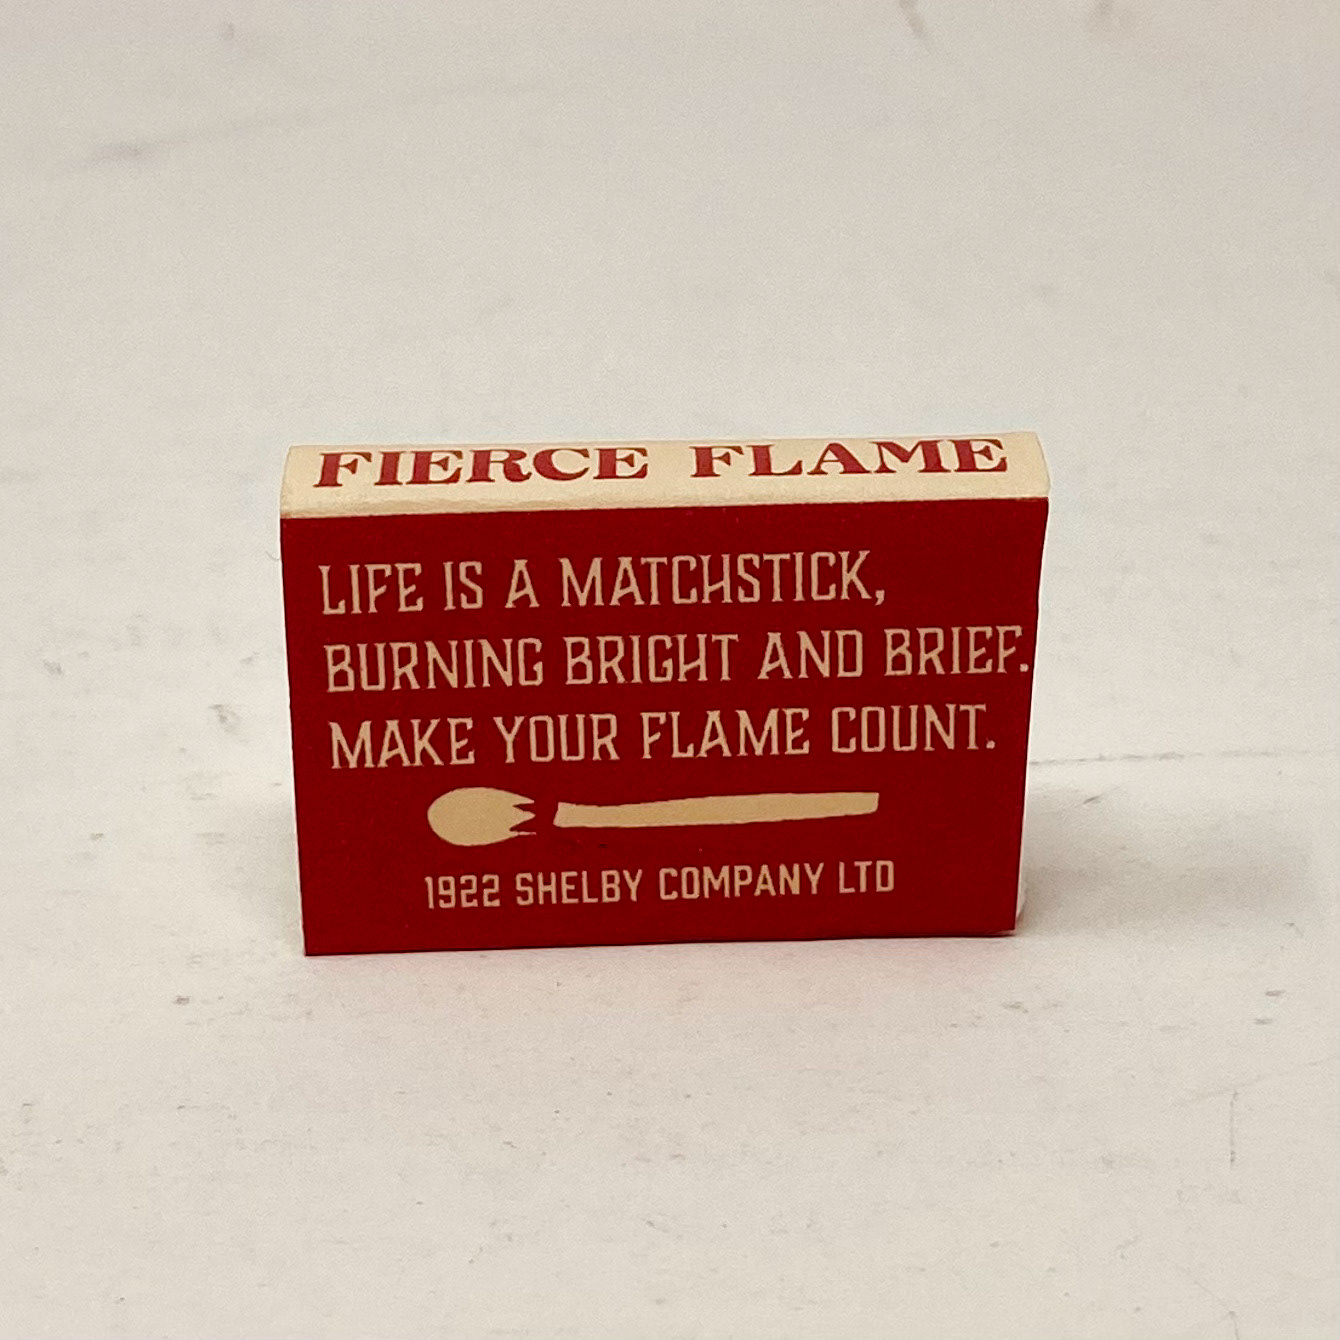 FIERCE FLAME
LIFE IS A MATCHSTICK,
BURNING BRIGHT AND BRIEF.
MAKE YOUR FLAME COUNT.
1922 SHELBY COMPANY LTD